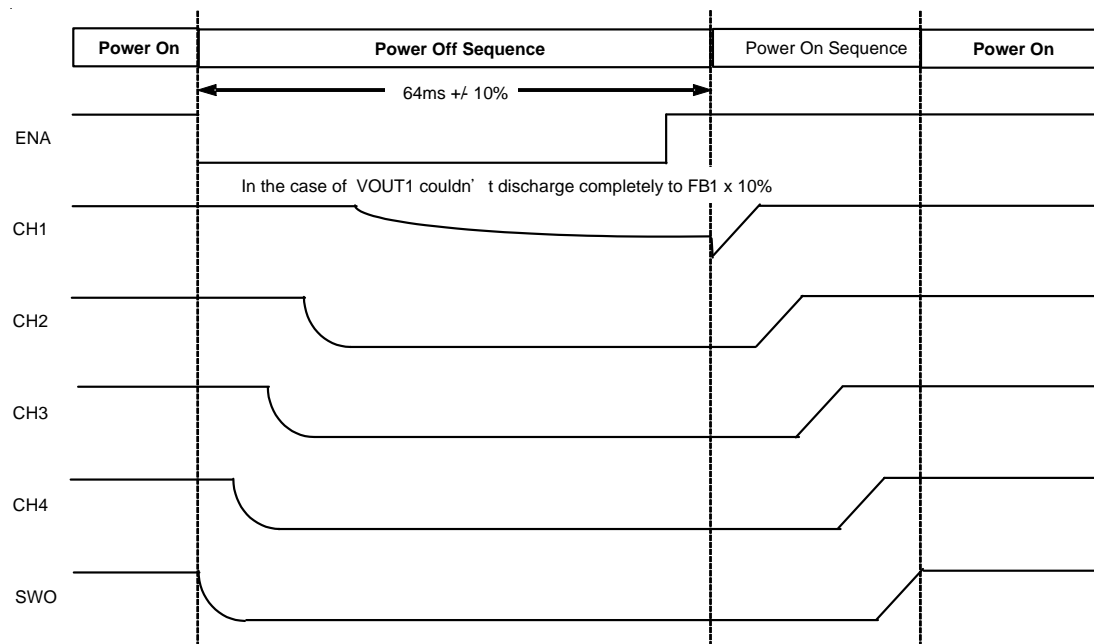 Power On Power Off Sequence Power On Sequence Power On
64ms +/- 10%
ENA
In the case of VOUT1 couldn’ t discharge completely to FB1 x 10%
CH1
CH2
CH3
CH4
SWO